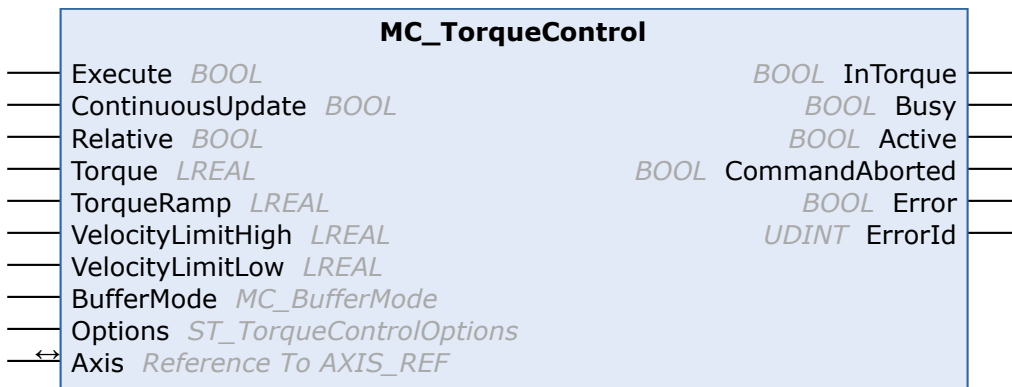 MC_TorqueControl
Execute BOOL BOOL InTorque
ContinuousUpdate BOOL BOOL Busy
Relative BOOL BOOL Active
Torque LREAL BOOL CommandAborted
TorqueRamp LREAL BOOL Error
VelocityLimitHigh LREAL UDINT ErrorId
VelocityLimitLow LREAL
BufferMode MC_BufferMode
Options ST_TorqueControlOptions
↔ Axis Reference To AXIS_REF